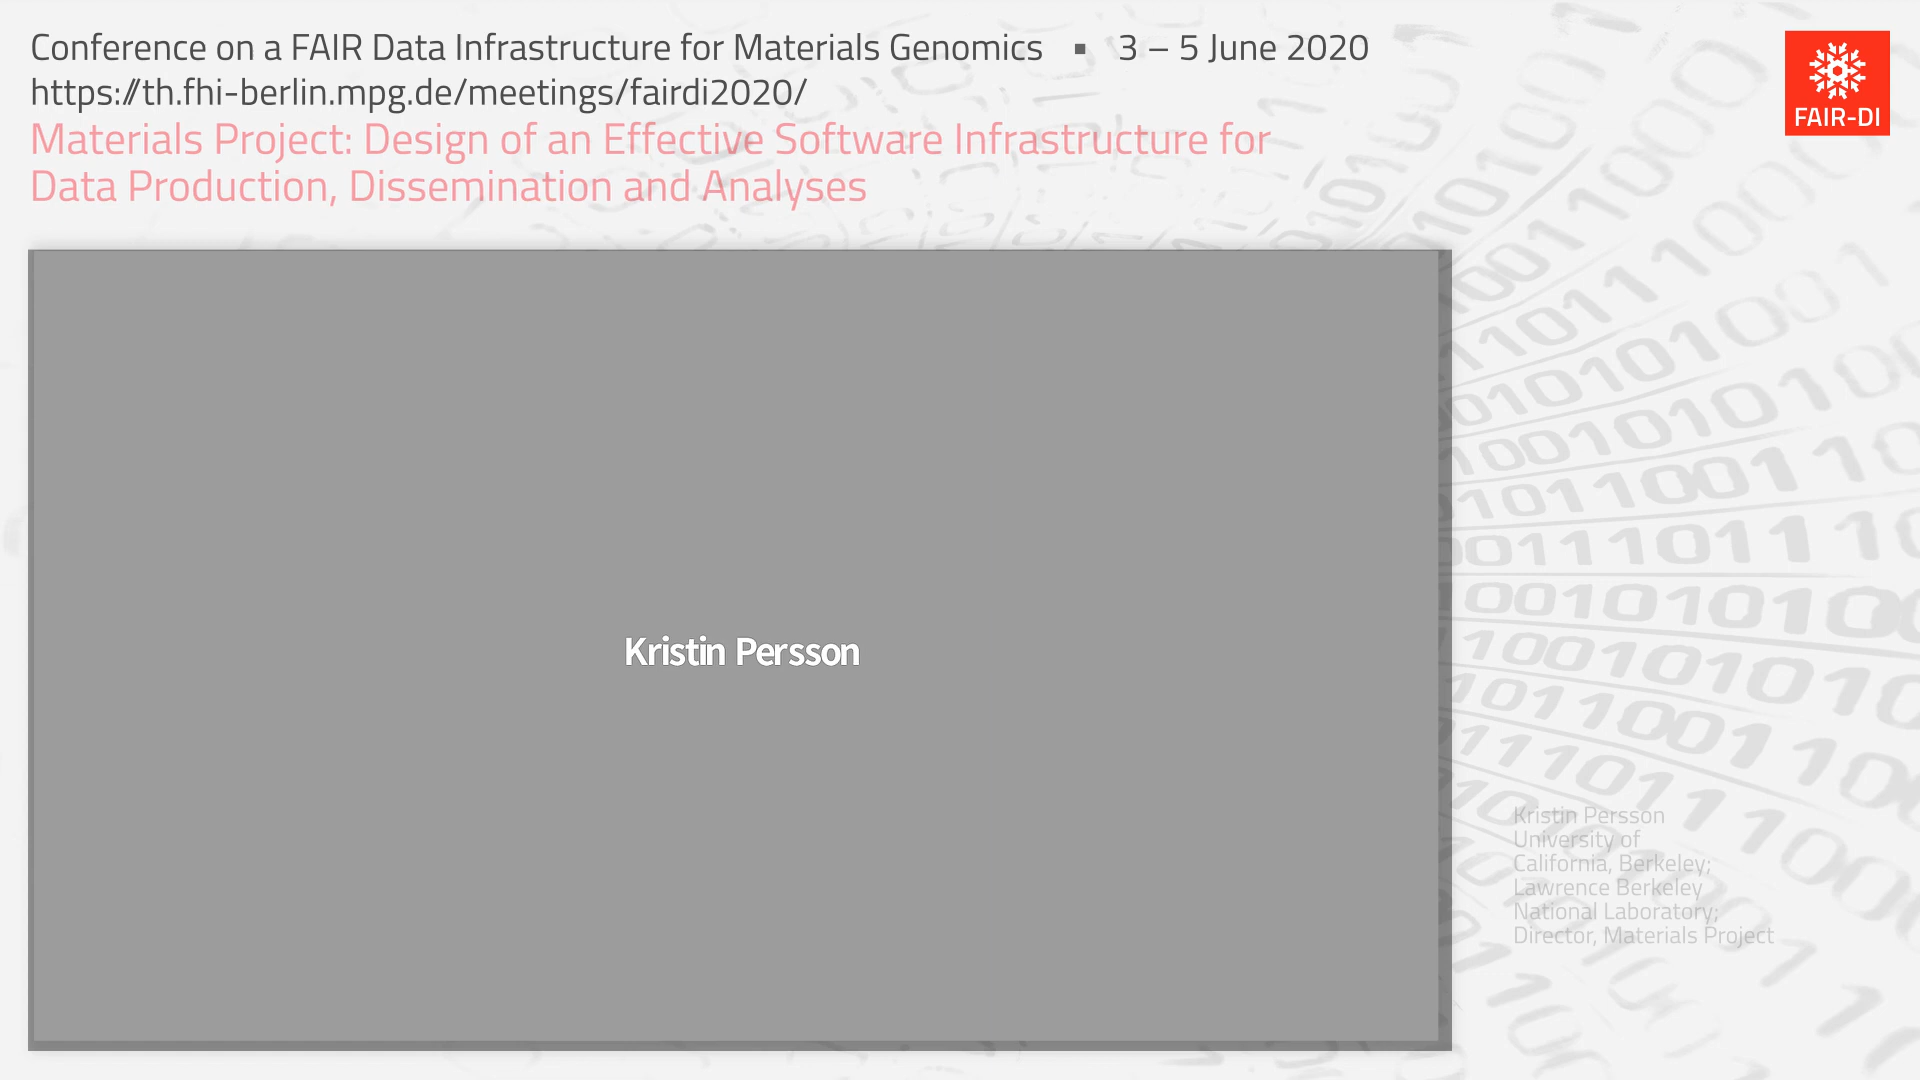 Conference on a FAIR Data Infrastructure for Materials Genomics ▪ 3 – 5 June 2020
https://th.fhi-berlin.mpg.de/meetings/fairdi2020/
Materials Project: Design of an Effective Software Infrastructure for
Data Production, Dissemination and Analyses
FAIR-DI
Kristin Persson
Kristin Persson
University of
California, Berkeley;
Lawrence Berkeley
National Laboratory;
Director, Materials Project